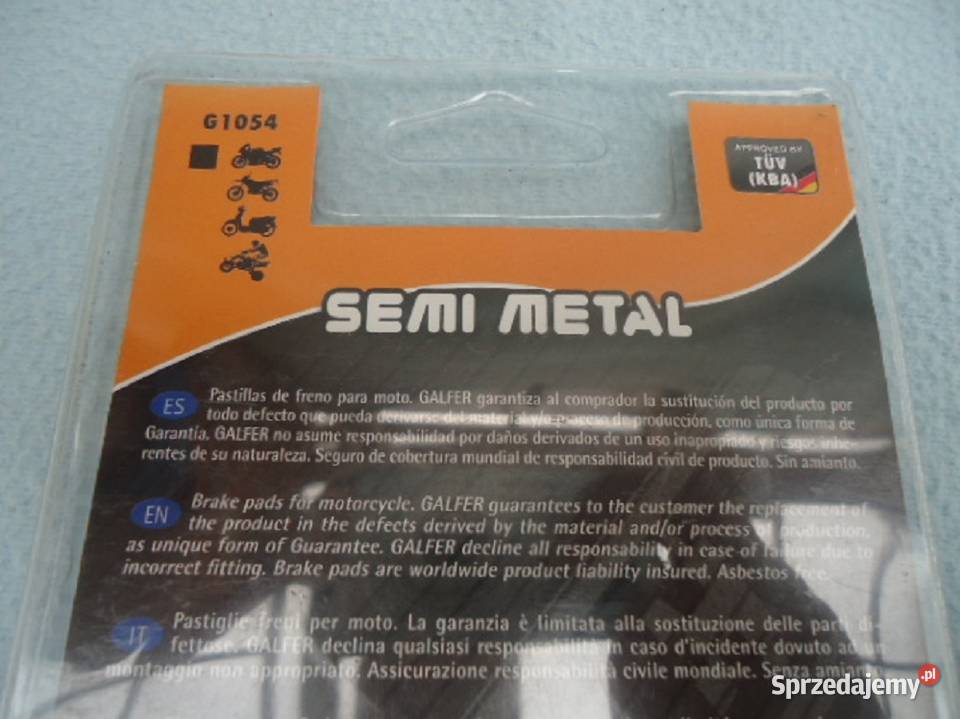 G1054
APPROVED BY
TÜV
(KBA)
SEMI METAL
ES Pastillas de freno para moto. GALFER garantiza al comprador la sustitución del producto por
todo defecto que pueda derivarse del material y/o proceso de producción, como única forma de
Garantía. GALFER no asume responsabilidad por daños derivados de un uso inapropiado y riesgos inhe-
rentes de su naturaleza. Seguro de cobertura mundial de responsabilidad civil de producto. Sin amianto.
EN Brake pads for motorcycle. GALFER guarantees to the customer the replacement of
the product in the defects derived by the material and/or process of production,
as unique form of Guarantee. GALFER decline all responsability in case of failure due to
incorrect fitting. Brake pads are worldwide product liability insured. Asbestos free.
IT Pastiglie freni per moto. La garanzia è limitata alla sostituzione delle parti di-
fettose. GALFER declina qualsiasi responsabilità in caso d'incidente dovuto ad un
montaggio non appropriato. Assicurazione responsabilità civile mondiale. Senza amianto
Sprzedajemy.pl